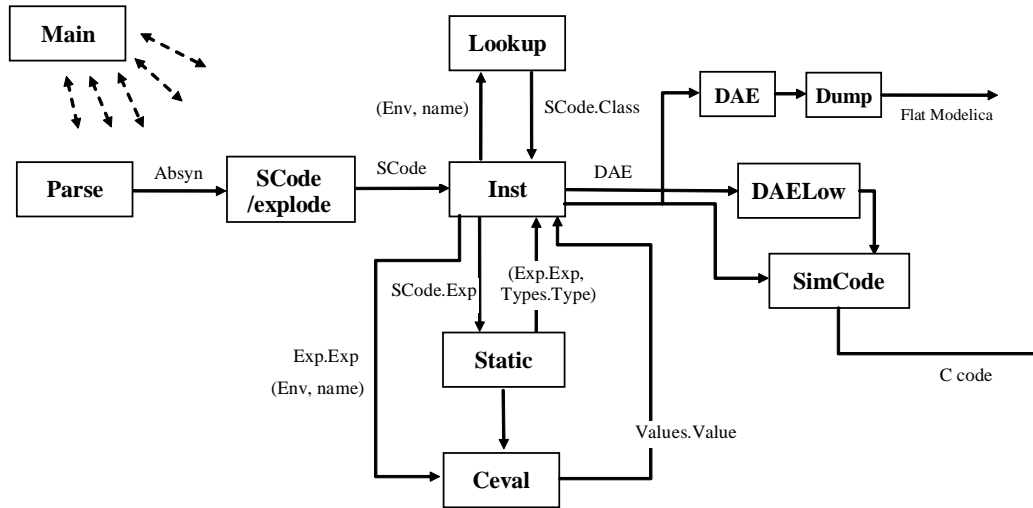 Main
Lookup
DAE
Dump
Flat Modelica
(Env, name)
SCode.Class
Parse
Absyn
SCode
/explode
SCode
Inst
DAE
DAELow
SCode.Exp
(Exp.Exp,
Types.Type)
SimCode
Static
Exp.Exp
(Env, name)
C code
Values.Value
Ceval